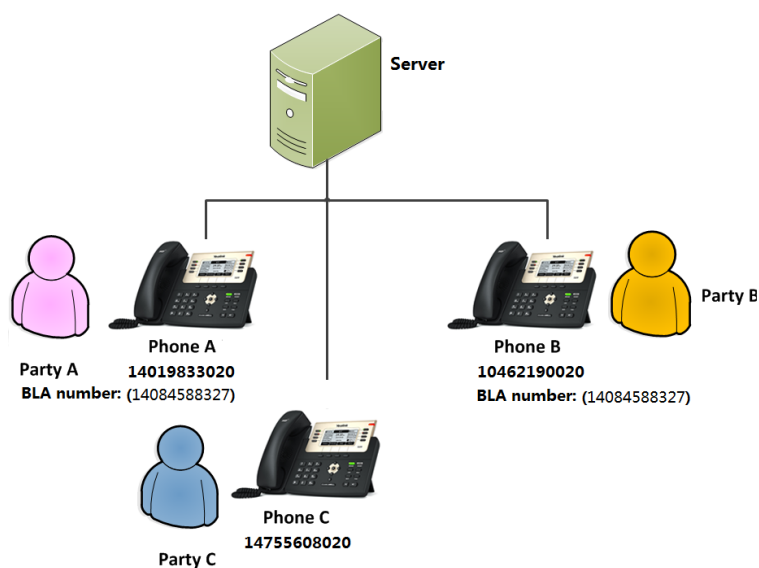 Server
Party B
Phone A
14019833020
Party A
BLA number: (14084588327)
Phone B
10462190020
BLA number: (14084588327)
Phone C
14755608020
Party C